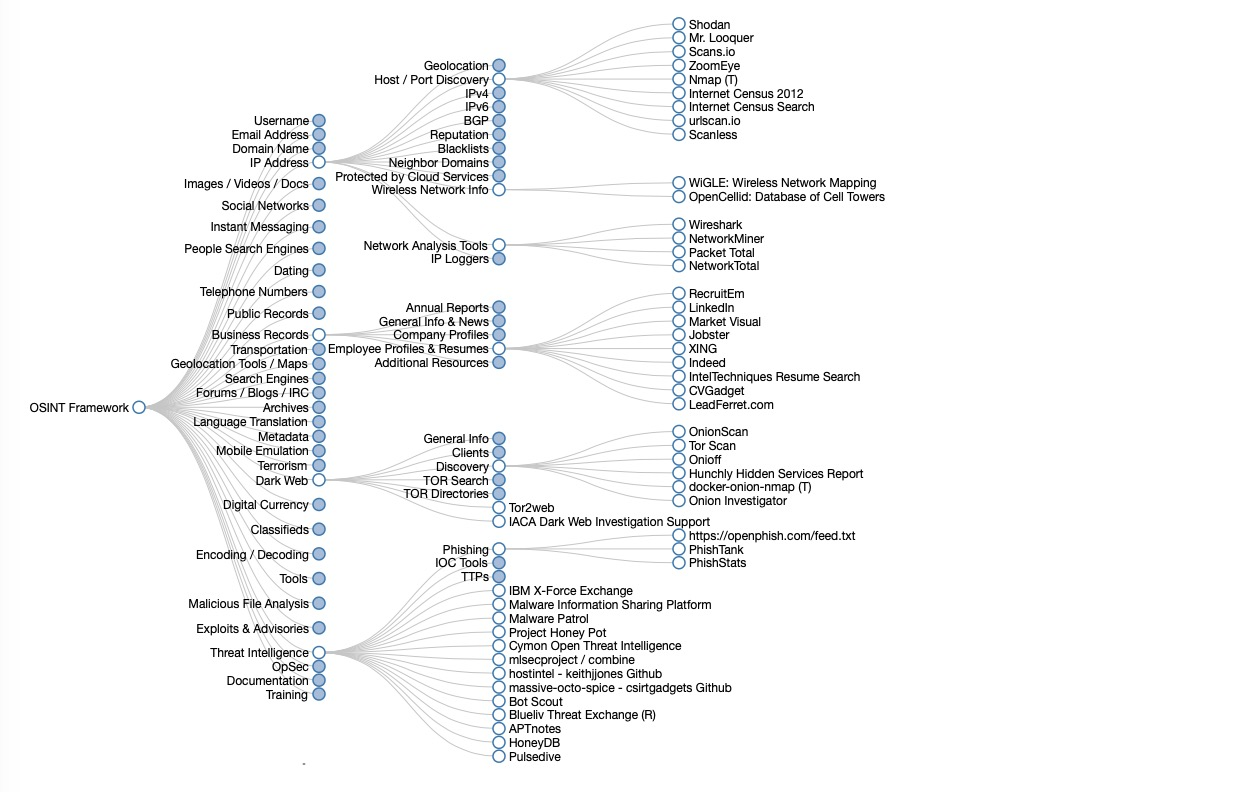 OSINT Framework
Username
Email Address
Domain Name
IP Address
Images / Videos / Docs
Social Networks
Instant Messaging
People Search Engines
Dating
Telephone Numbers
Public Records
Business Records
Transportation
Geolocation Tools / Maps
Search Engines
Forums / Blogs / IRC
Archives
Language Translation
Metadata
Mobile Emulation
Terrorism
Dark Web
Digital Currency
Classifieds
Encoding / Decoding
Tools
Malicious File Analysis
Exploits & Advisories
Threat Intelligence
OpSec
Documentation
Training
Geolocation
Host / Port Discovery
IPv4
IPv6
BGP
Reputation
Blacklists
Neighbor Domains
Protected by Cloud Services
Wireless Network Info
Network Analysis Tools
IP Loggers
Annual Reports
General Info & News
Company Profiles
Employee Profiles & Resumes
Additional Resources
General Info
Clients
Discovery
TOR Search
TOR Directories
Tor2web
IACA Dark Web Investigation Support
Phishing
IOC Tools
TTPs
IBM X-Force Exchange
Malware Information Sharing Platform
Malware Patrol
Project Honey Pot
Cymon Open Threat Intelligence
mlsecproject / combine
hostintel - keithjjones Github
massive-octo-spice - csirtgadgets Github
Bot Scout
Blueliv Threat Exchange (R)
APTnotes
HoneyDB
Pulsedive
Shodan
Mr. Looquer
Scans.io
ZoomEye
Nmap (T)
Internet Census 2012
Internet Census Search
urlscan.io
Scanless
WiGLE: Wireless Network Mapping
OpenCellid: Database of Cell Towers
Wireshark
NetworkMiner
Packet Total
NetworkTotal
RecruitEm
LinkedIn
Market Visual
Jobster
XING
Indeed
IntelTechniques Resume Search
CVGadget
LeadFerret.com
OnionScan
Tor Scan
Onioff
Hunchly Hidden Services Report
docker-onion-nmap (T)
Onion Investigator
https://openphish.com/feed.txt
PhishTank
PhishStats